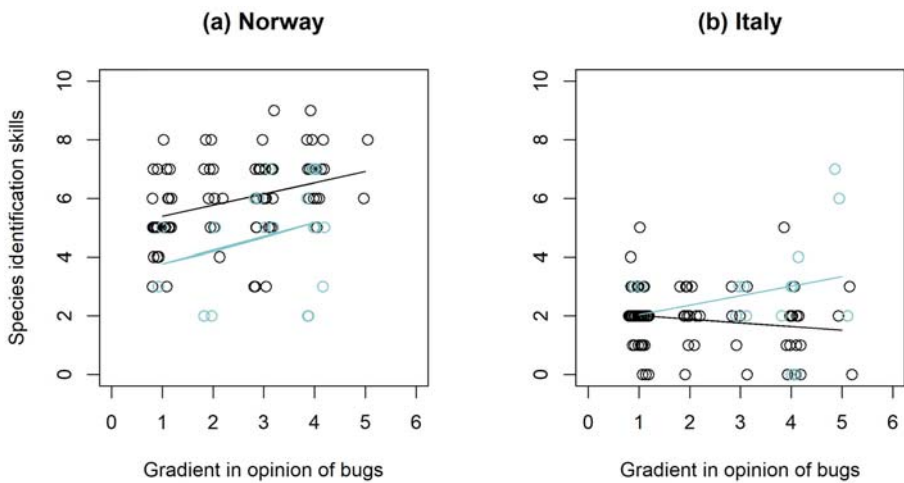 (a) Norway
Species identification skills
10
8
6
4
2
0
0 1 2 3 4 5 6
Gradient in opinion of bugs
(b) Italy
10
8
6
4
2
0
0 1 2 3 4 5 6
Gradient in opinion of bugs